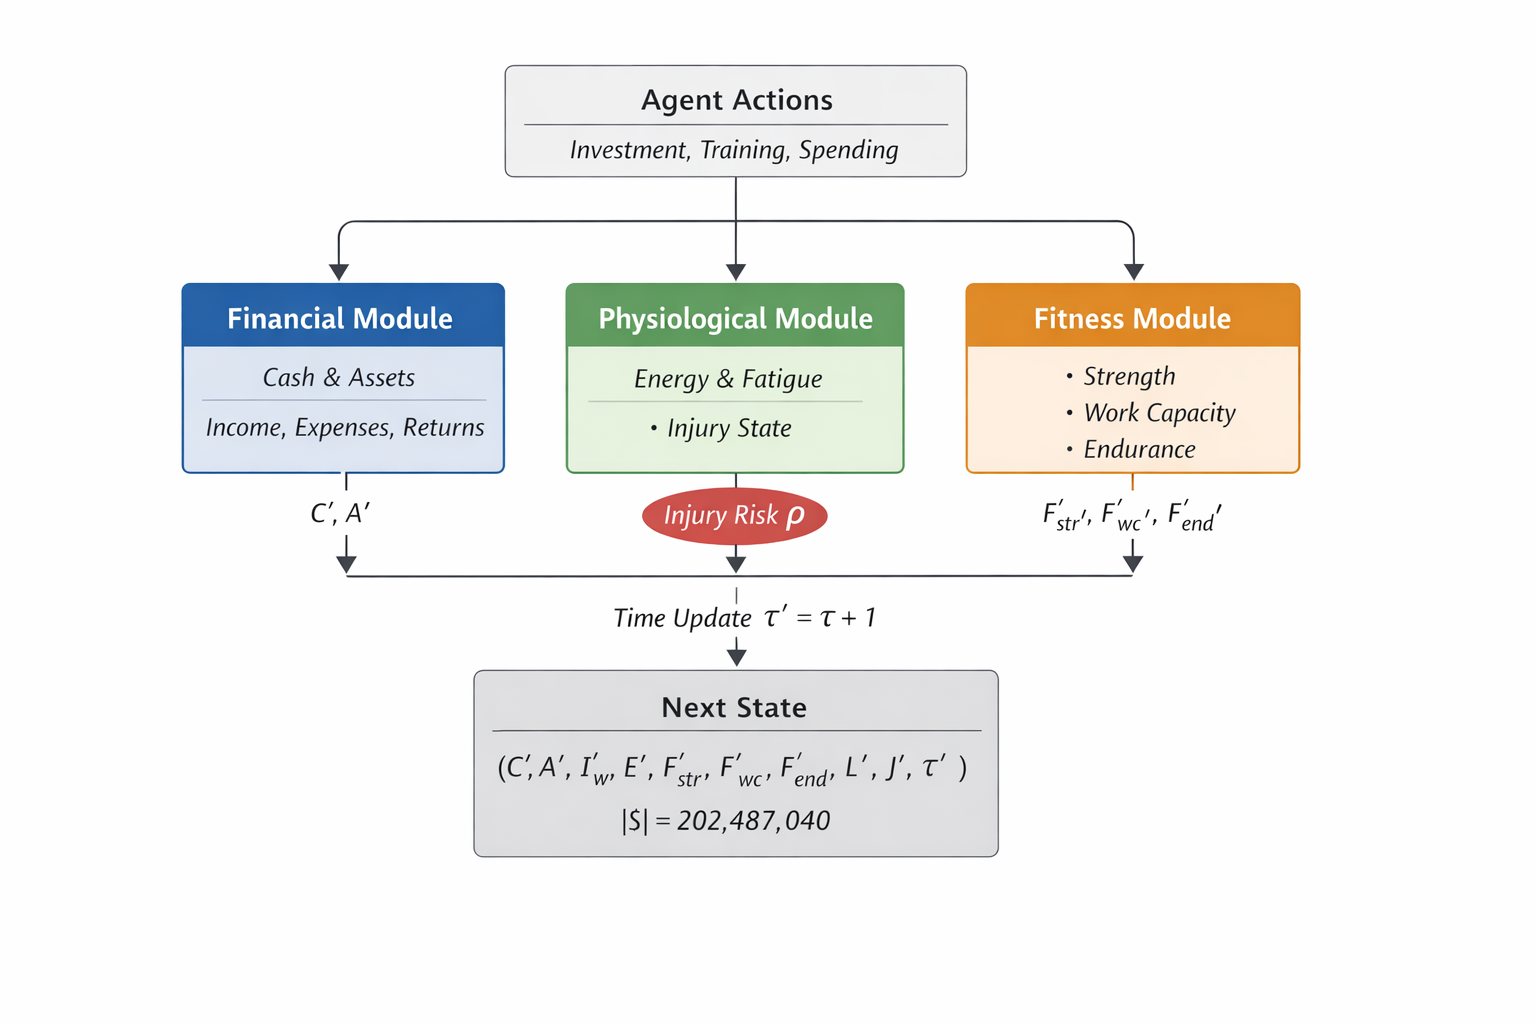 Agent Actions
Investment, Training, Spending
Financial Module
Cash & Assets
Income, Expenses, Returns
Physiological Module
Energy & Fatigue
• Injury State
Fitness Module
• Strength
• Work Capacity
• Endurance
C′, A′
Injury Risk ρ
F′str′, F′wc′, F′end′
Time Update τ′ = τ + 1
Next State
(C′, A′, I′w, E′, F′str, F′wc, F′end, L′, J′, τ′ )
|$| = 202,487,040